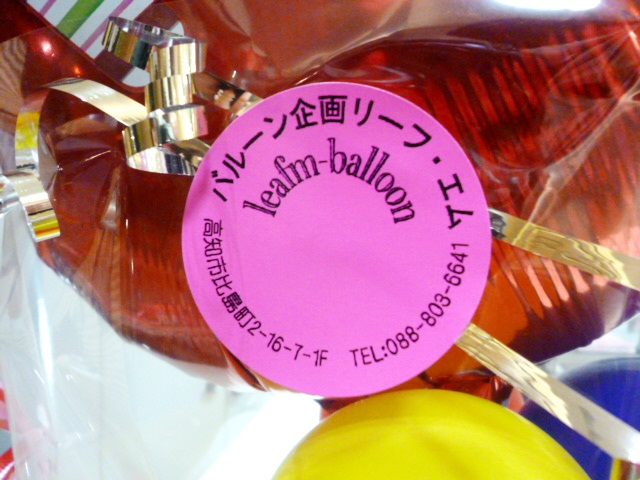 バルーン企画リーフ・エム
leafm-balloon
高知市比島町2-16-7-1F
TEL:088-803-6641